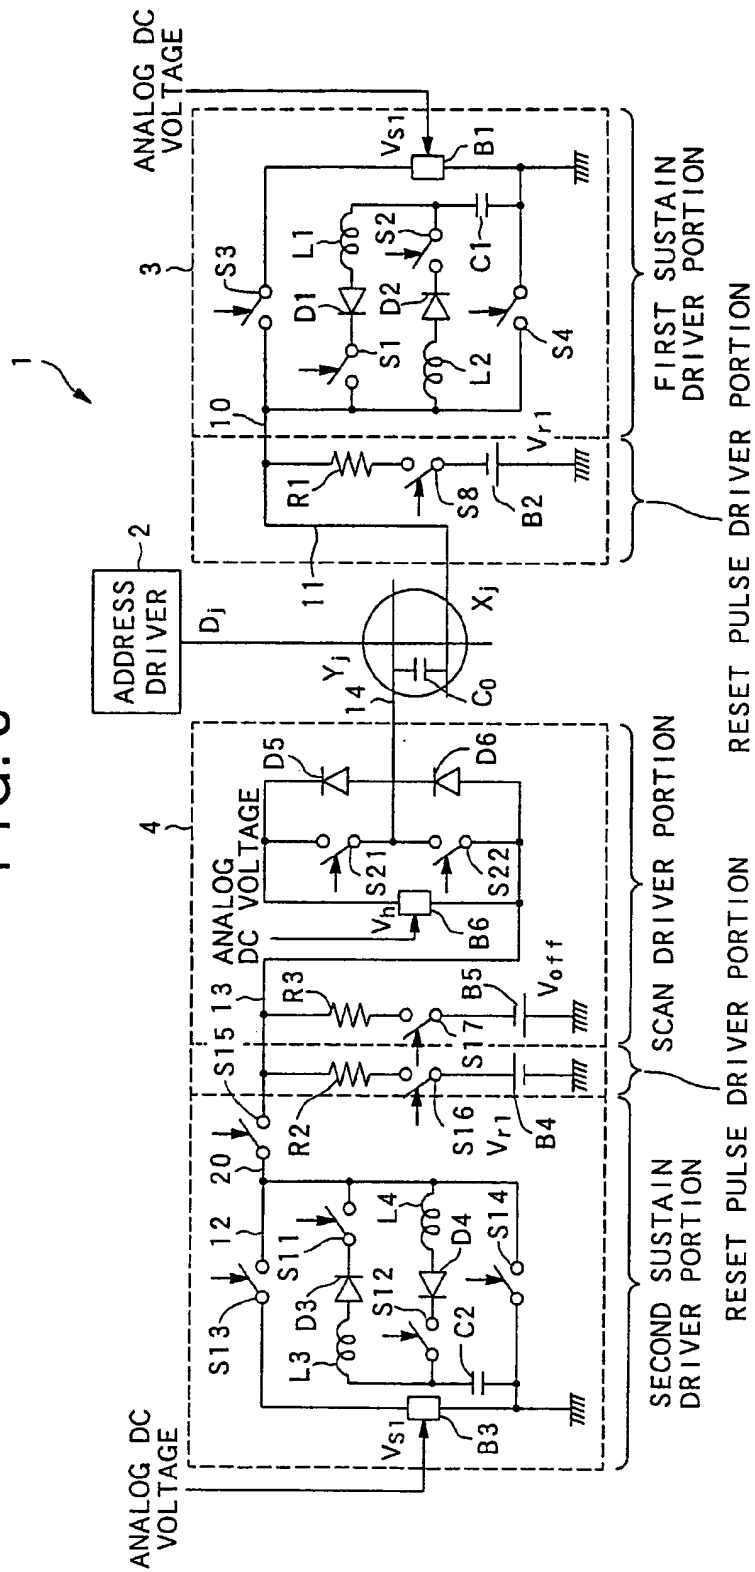 1
ANALOG DC
VOLTAGE
3
S3
10
Vs1
B1
L1
D1
S1
S2
D2
L2
C1
S4
FIRST SUSTAIN
DRIVER PORTION
R1
S8
B2
Vr1
11
RESET PULSE DRIVER PORTION
ADDRESS
DRIVER
2
Dj
Yj
Xj
14
C0
4
D5
D6
ANALOG
DC VOLTAGE
S21
S22
Vh
B6
13
R3
S17
B5
Voff
SCAN DRIVER PORTION
S15
R2
S16
Vr1
B4
RESET PULSE DRIVER PORTION
20
12
S13
S11
D3
L3
L4
D4
S12
S14
C2
Vs1
B3
SECOND SUSTAIN
DRIVER PORTION
ANALOG DC
VOLTAGE